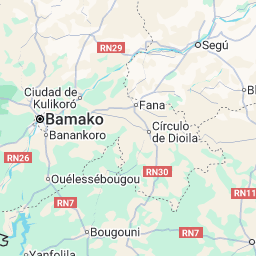 RN29
Segú
Ciudad de
Kulikoró
Fana
Bamako
Banankoro
Círculo
de Dioila
RN26
RN30
RN11
Ouélessébougou
RN7
Bougouni
RN7
Yanfolila